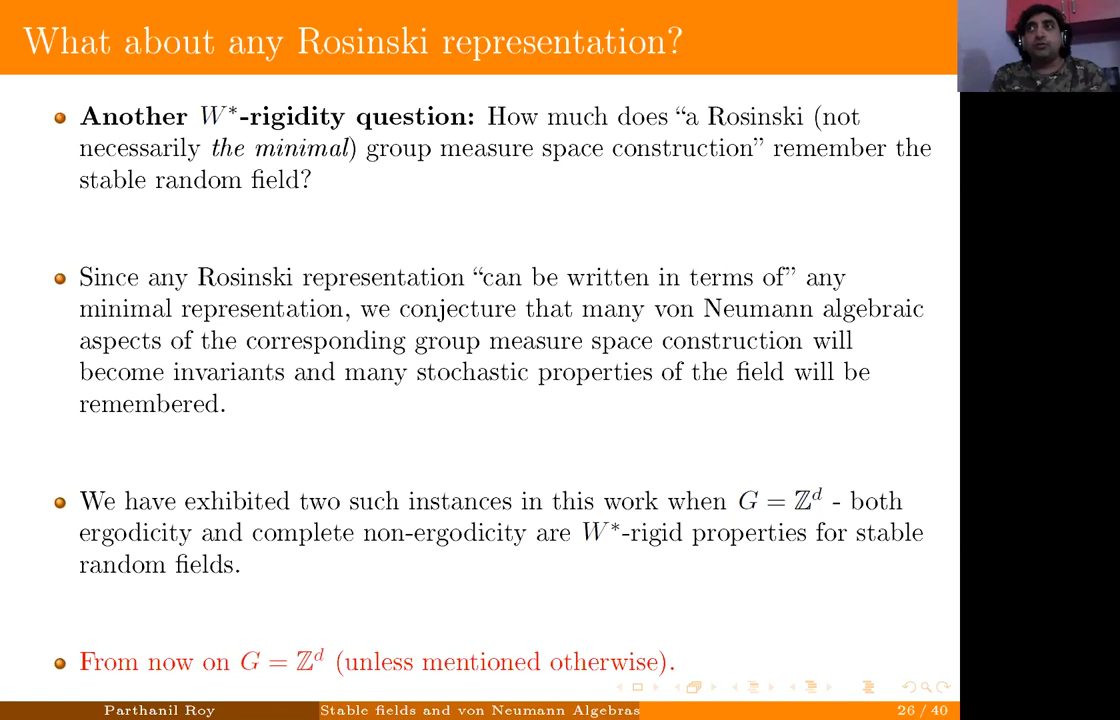 What about any Rosinski representation?
Another W*-rigidity question: How much does “a Rosinski (not
necessarily the minimal) group measure space construction” remember the
stable random field?
Since any Rosinski representation “can be written in terms of” any
minimal representation, we conjecture that many von Neumann algebraic
aspects of the corresponding group measure space construction will
become invariants and many stochastic properties of the field will be
remembered.
We have exhibited two such instances in this work when G = ℤᵈ - both
ergodicity and complete non-ergodicity are W*-rigid properties for stable
random fields.
From now on G = ℤᵈ (unless mentioned otherwise).
Parthanil Roy Stable fields and von Neumann Algebras 26 / 40